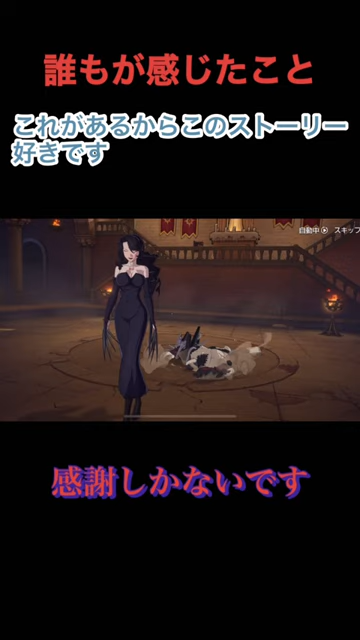 誰もが感じたこと
これがあるからこのストーリー
好きです
自動中 スキップ
感謝しかないです